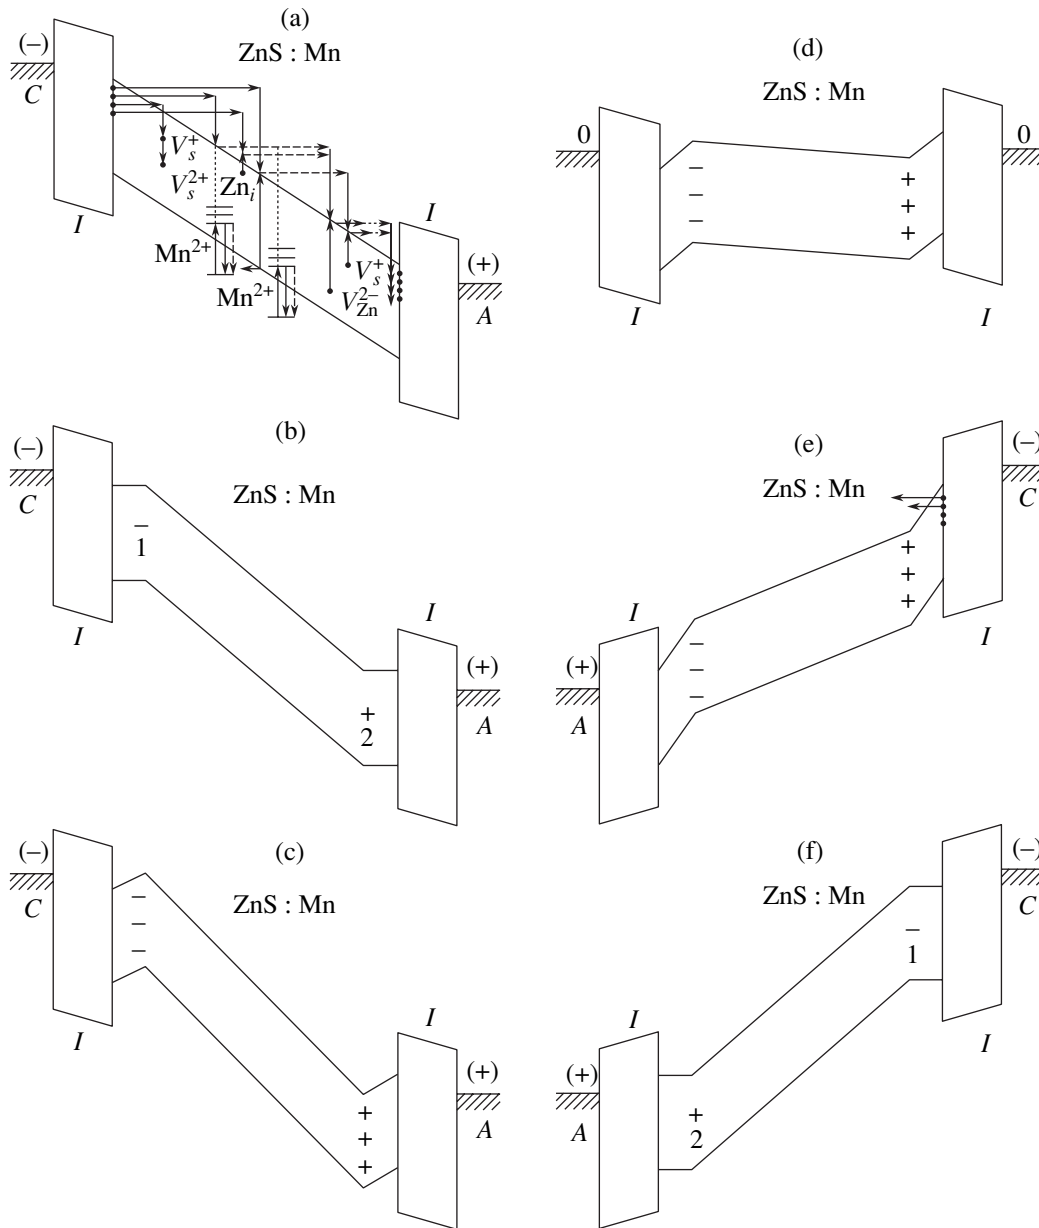 (a)
ZnS : Mn
(–)
C
I
V_s^+
V_s^{2+}
Zn_i
Mn^{2+}
Mn^{2+}
I
V_s^+
V_{Zn}^{2–}
(+)
A
(b)
ZnS : Mn
(–)
C
I
–
1
I
+
2
(+)
A
(c)
ZnS : Mn
(–)
C
I
–
–
–
I
+
+
+
(+)
A
(d)
ZnS : Mn
0
I
–
–
–
+
+
+
0
I
(e)
ZnS : Mn
(–)
C
I
+
+
+
I
–
–
–
(+)
A
(f)
ZnS : Mn
(–)
C
I
–
1
I
+
2
(+)
A